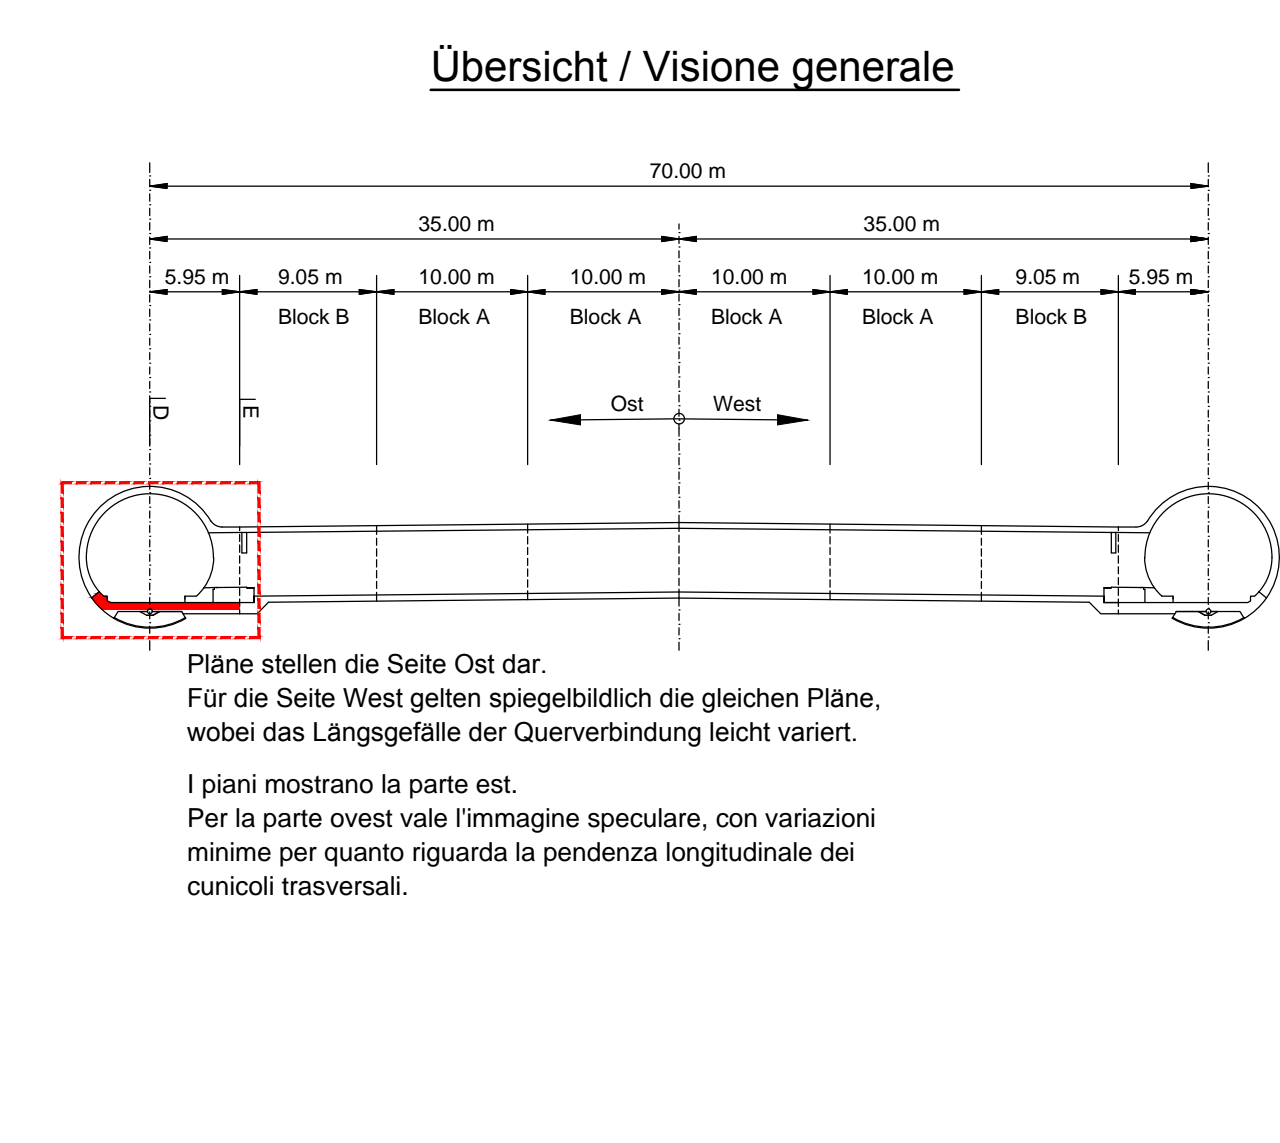 Übersicht / Visione generale
70.00 m
35.00 m 35.00 m
5.95 m 9.05 m 10.00 m 10.00 m 10.00 m 10.00 m 9.05 m 5.95 m
Block B Block A Block A Block A Block A Block B
D E
Ost West
Pläne stellen die Seite Ost dar.
Für die Seite West gelten spiegelbildlich die gleichen Pläne,
wobei das Längsgefälle der Querverbindung leicht variert.
I piani mostrano la parte est.
Per la parte ovest vale l'immagine speculare, con variazioni
minime per quanto riguarda la pendenza longitudinale dei
cunicoli trasversali.